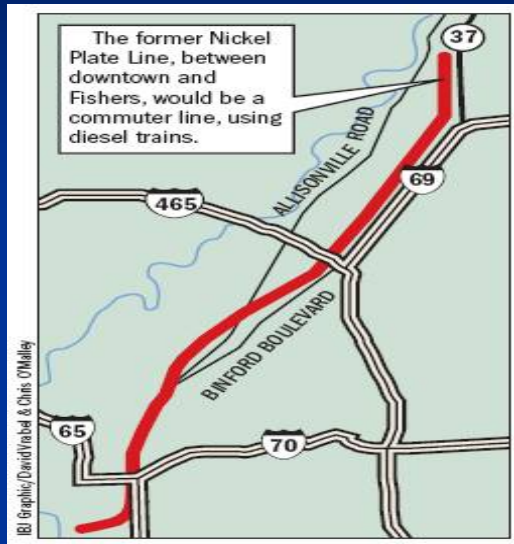 The former Nickel
Plate Line, between
downtown and
Fishers, would be a
commuter line, using
diesel trains.
37
ALLISONVILLE ROAD
69
465
BINFORD BOULEVARD
65
70
IBJ Graphic/David Vrabel & Chris O'Malley